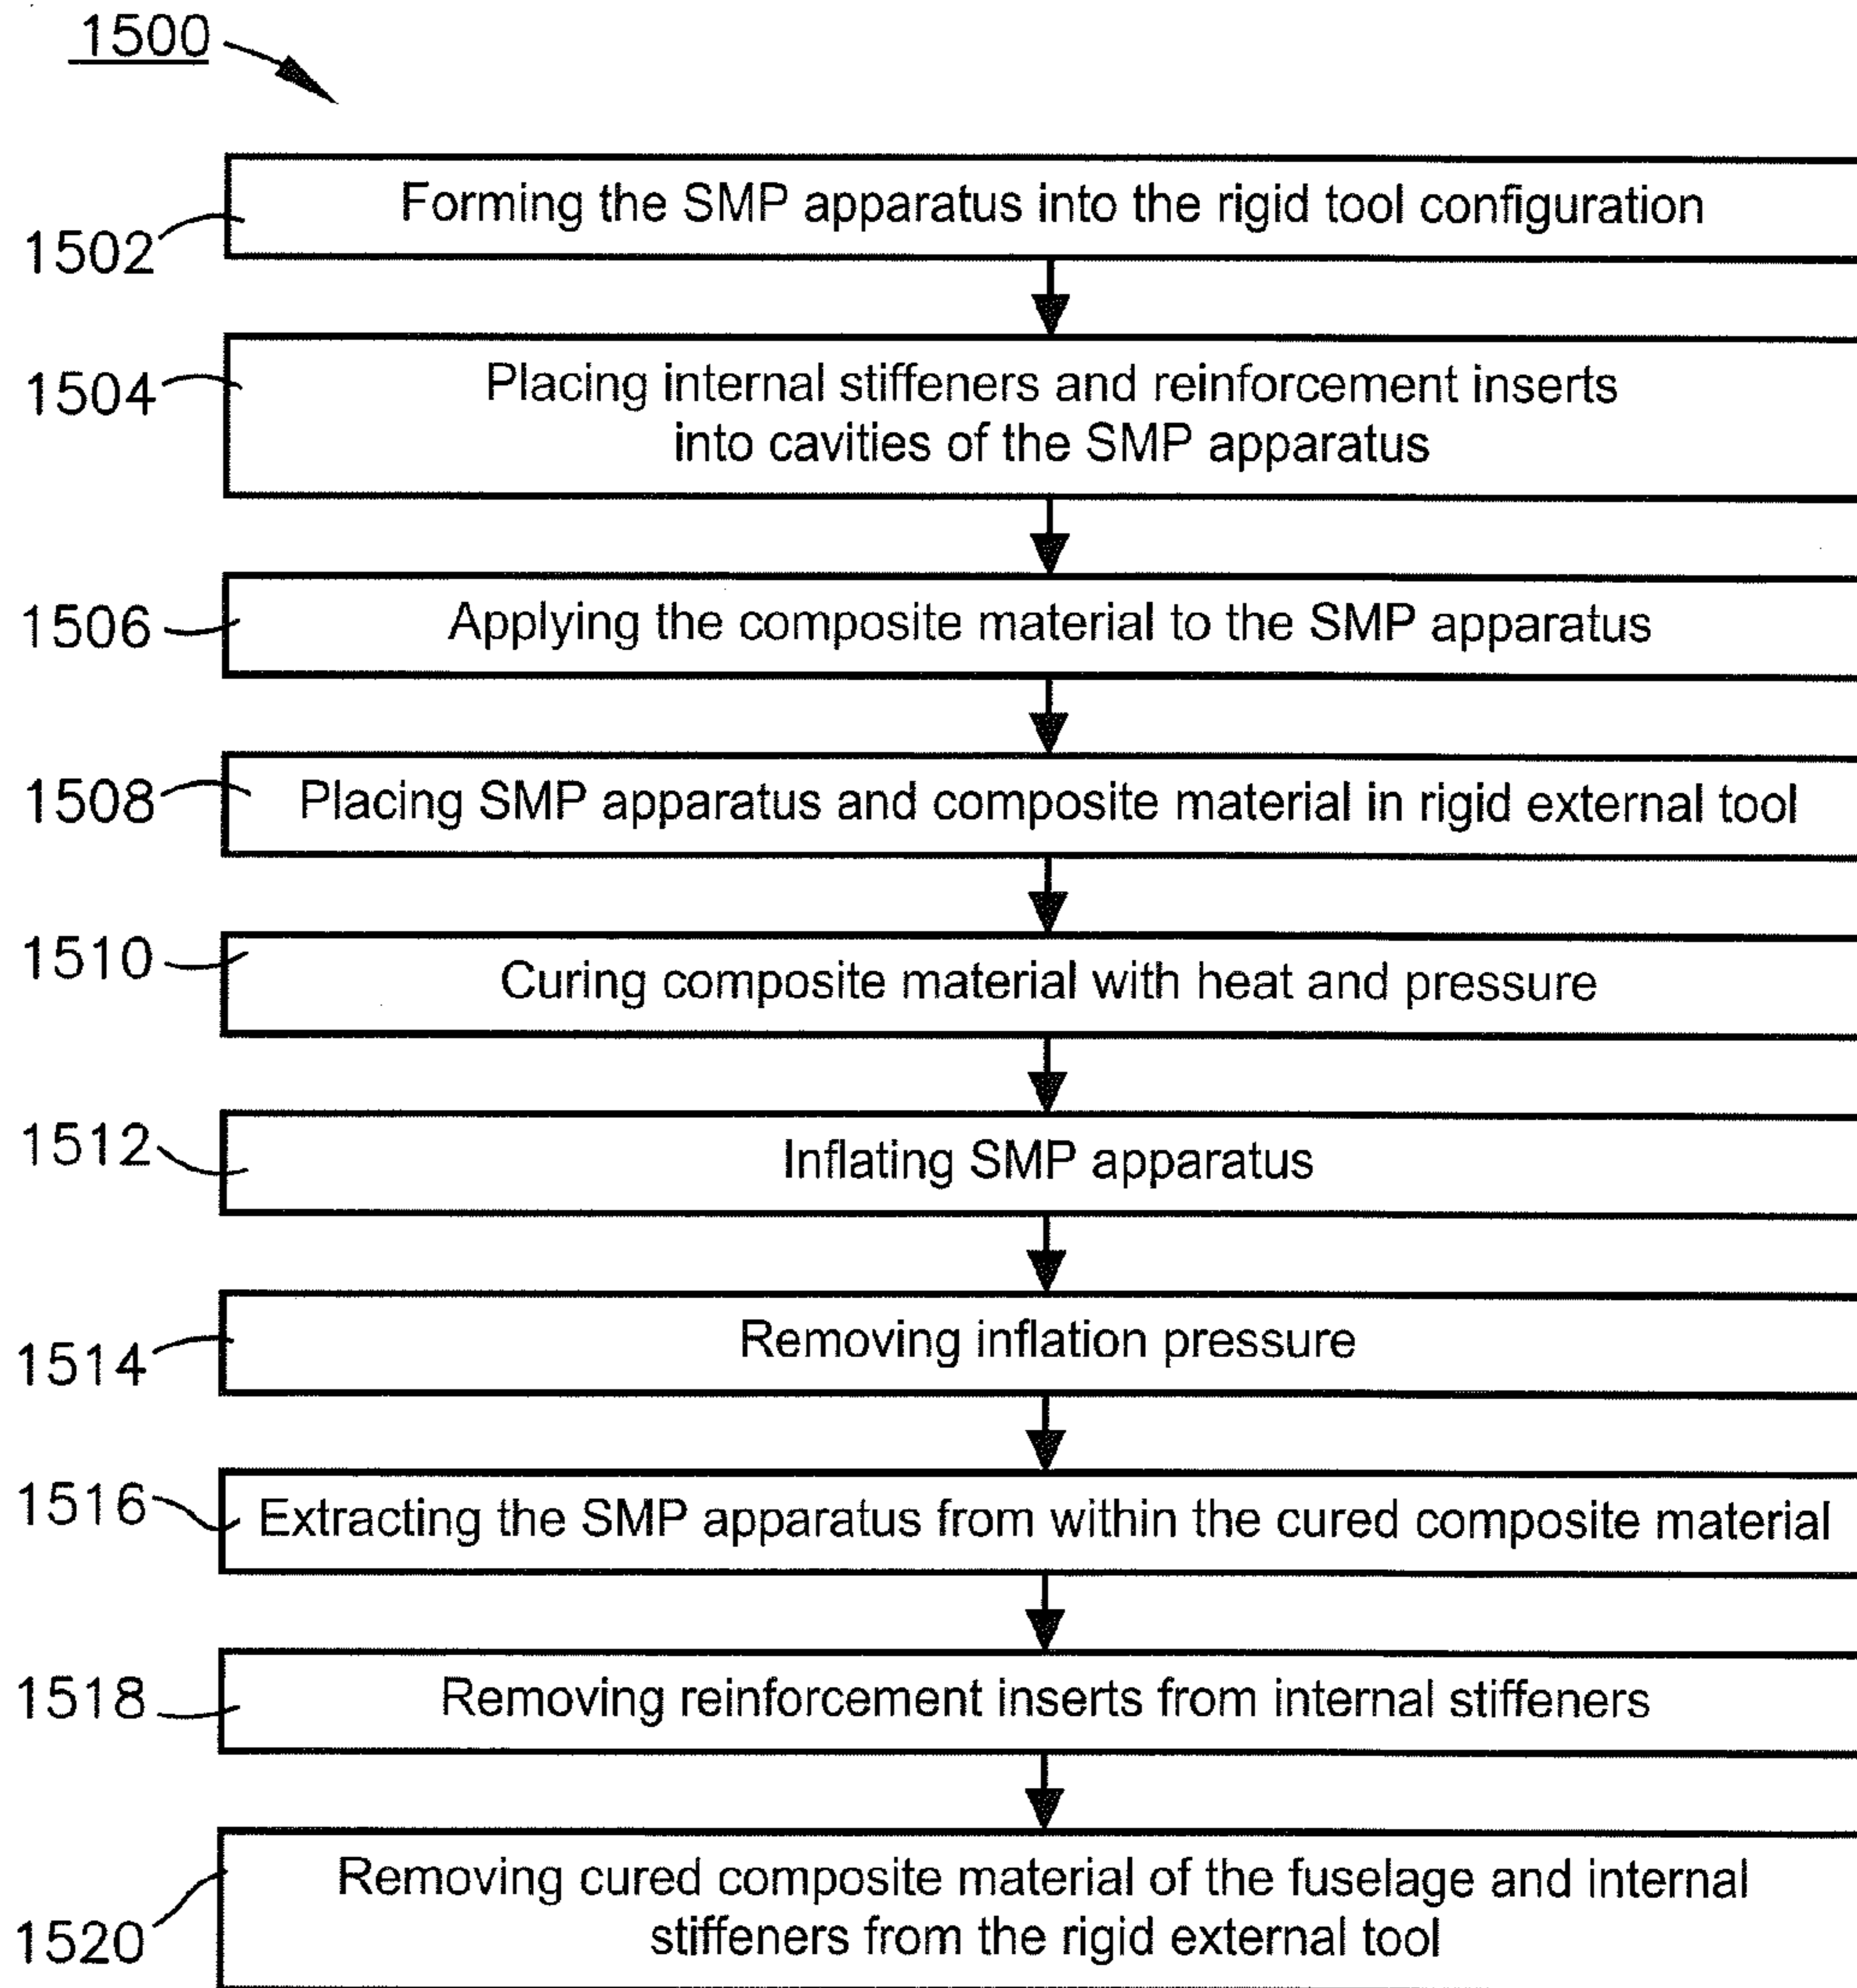 1500
Forming the SMP apparatus into the rigid tool configuration
1502
Placing internal stiffeners and reinforcement inserts
into cavities of the SMP apparatus
1504
Applying the composite material to the SMP apparatus
1506
Placing SMP apparatus and composite material in rigid external tool
1508
Curing composite material with heat and pressure
1510
Inflating SMP apparatus
1512
Removing inflation pressure
1514
Extracting the SMP apparatus from within the cured composite material
1516
Removing reinforcement inserts from internal stiffeners
1518
Removing cured composite material of the fuselage and internal
stiffeners from the rigid external tool
1520